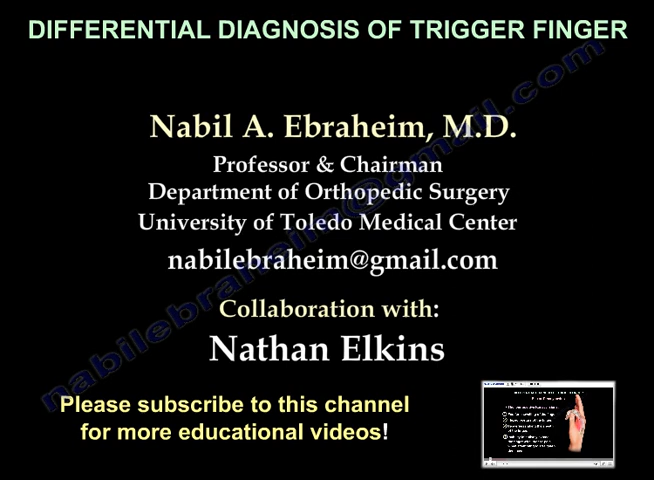 DIFFERENTIAL DIAGNOSIS OF TRIGGER FINGER
Nabil A. Ebraheim, M.D.
Professor & Chairman
Department of Orthopedic Surgery
University of Toledo Medical Center
nabilebraheim@gmail.com
nabilebraheim@gmail.com
Collaboration with:
Nathan Elkins
Please subscribe to this channel
for more educational videos!